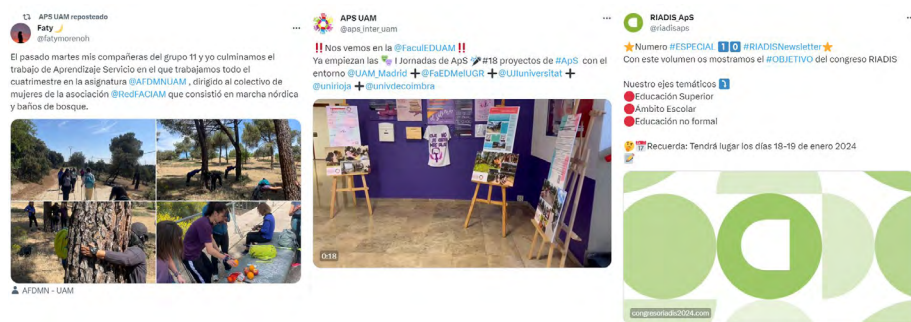 APS UAM reposteado
Faty
@fatymorenoh
El pasado martes mis compañeras del grupo 11 y yo culminamos el
trabajo de Aprendizaje Servicio en el que trabajamos todo el
cuatrimestre en la asignatura @AFDMNUAM , dirigido al colectivo de
mujeres de la asociación @RedFACIAM que consistió en marcha nórdica
y baños de bosque.
AFDMN - UAM
APS UAM
@aps_inter_uam
‼️Nos vemos en la @FaculEDUAM ‼️
Ya empiezan las 🎭 I Jornadas de ApS 🎤#18 proyectos de #ApS con el
entorno @UAM_Madrid ➕@FaEDMelUGR ➕@UJIuniversitat ➕
@unirioja ➕@univdecoimbra
0:18
RIADIS ApS
@riadisaps
⭐Numero #ESPECIAL 1️⃣0️⃣ #RIADISNewsletter⭐
Con este volumen os mostramos el #OBJETIVO del congreso RIADIS
Nuestro ejes temáticos ⤵️
🔴Educación Superior
🔴Ámbito Escolar
🔴Educación no formal
🤔📅Recuerda: Tendrá lugar los días 18-19 de enero 2024
congresoriadis2024.com